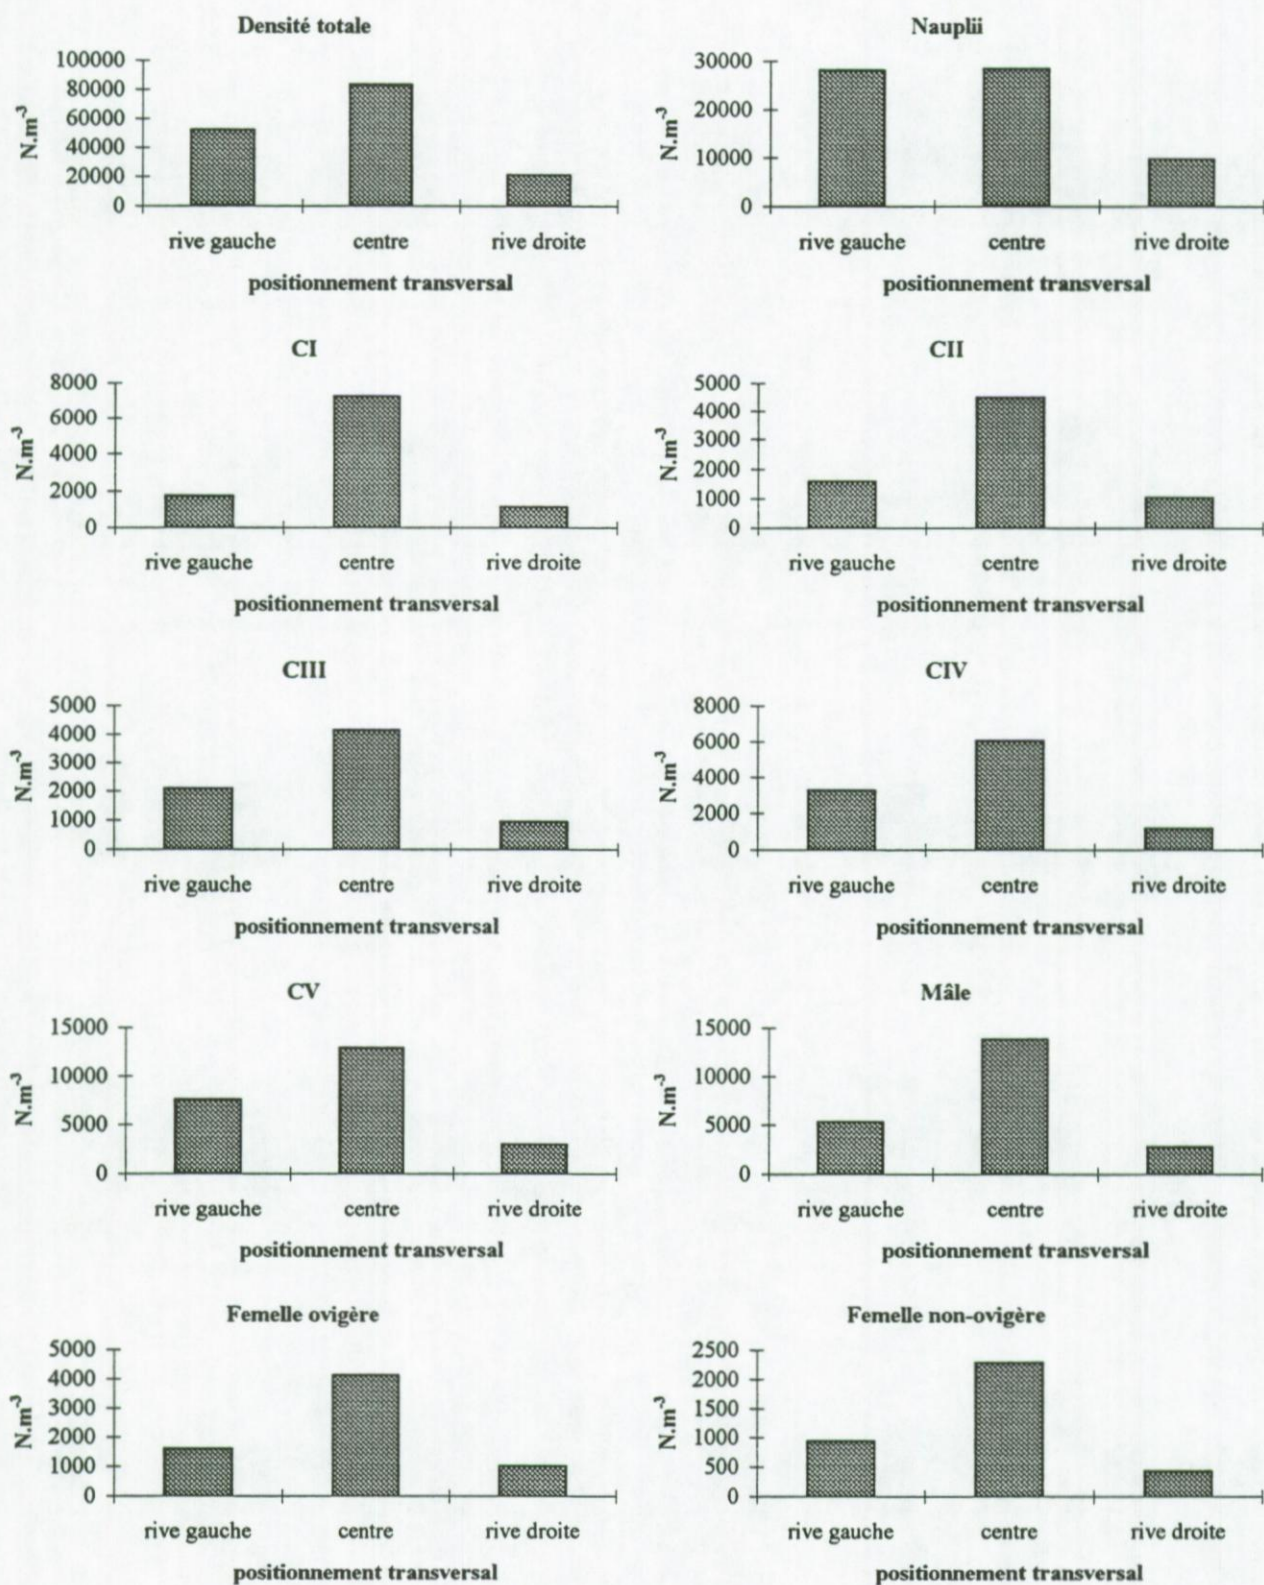 Densité totale
N.m-3
100000
80000
60000
40000
20000
0
rive gauche centre rive droite
positionnement transversal
Nauplii
N.m-3
30000
20000
10000
0
rive gauche centre rive droite
positionnement transversal
CI
N.m-3
8000
6000
4000
2000
0
rive gauche centre rive droite
positionnement transversal
CII
N.m-3
5000
4000
3000
2000
1000
0
rive gauche centre rive droite
positionnement transversal
CIII
N.m-3
5000
4000
3000
2000
1000
0
rive gauche centre rive droite
positionnement transversal
CIV
N.m-3
8000
6000
4000
2000
0
rive gauche centre rive droite
positionnement transversal
CV
N.m-3
15000
10000
5000
0
rive gauche centre rive droite
positionnement transversal
Mâle
N.m-3
15000
10000
5000
0
rive gauche centre rive droite
positionnement transversal
Femelle ovigère
N.m-3
5000
4000
3000
2000
1000
0
rive gauche centre rive droite
positionnement transversal
Femelle non-ovigère
N.m-3
2500
2000
1500
1000
500
0
rive gauche centre rive droite
positionnement transversal